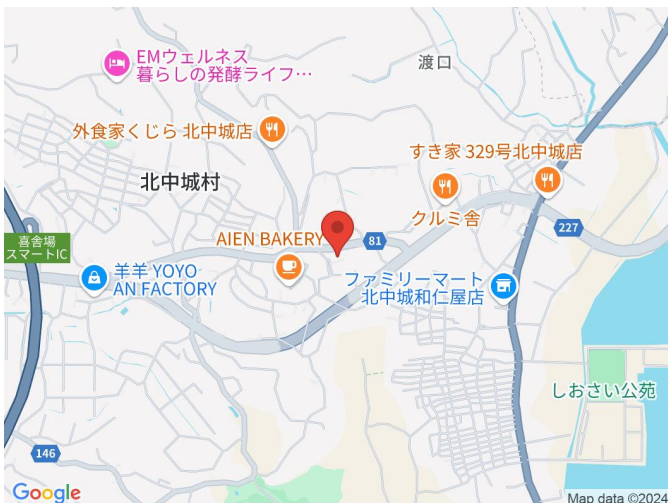 EMウェルネス
暮らしの発酵ライフ…
渡口
外食家くじら 北中城店
すき家 329号北中城店
北中城村
クルミ舎
227
喜舎場
スマートIC
AIEN BAKERY
81
羊羊 YOYO
AN FACTORY
ファミリーマート
北中城和仁屋店
しおさい公苑
146
Google
Map data ©2024